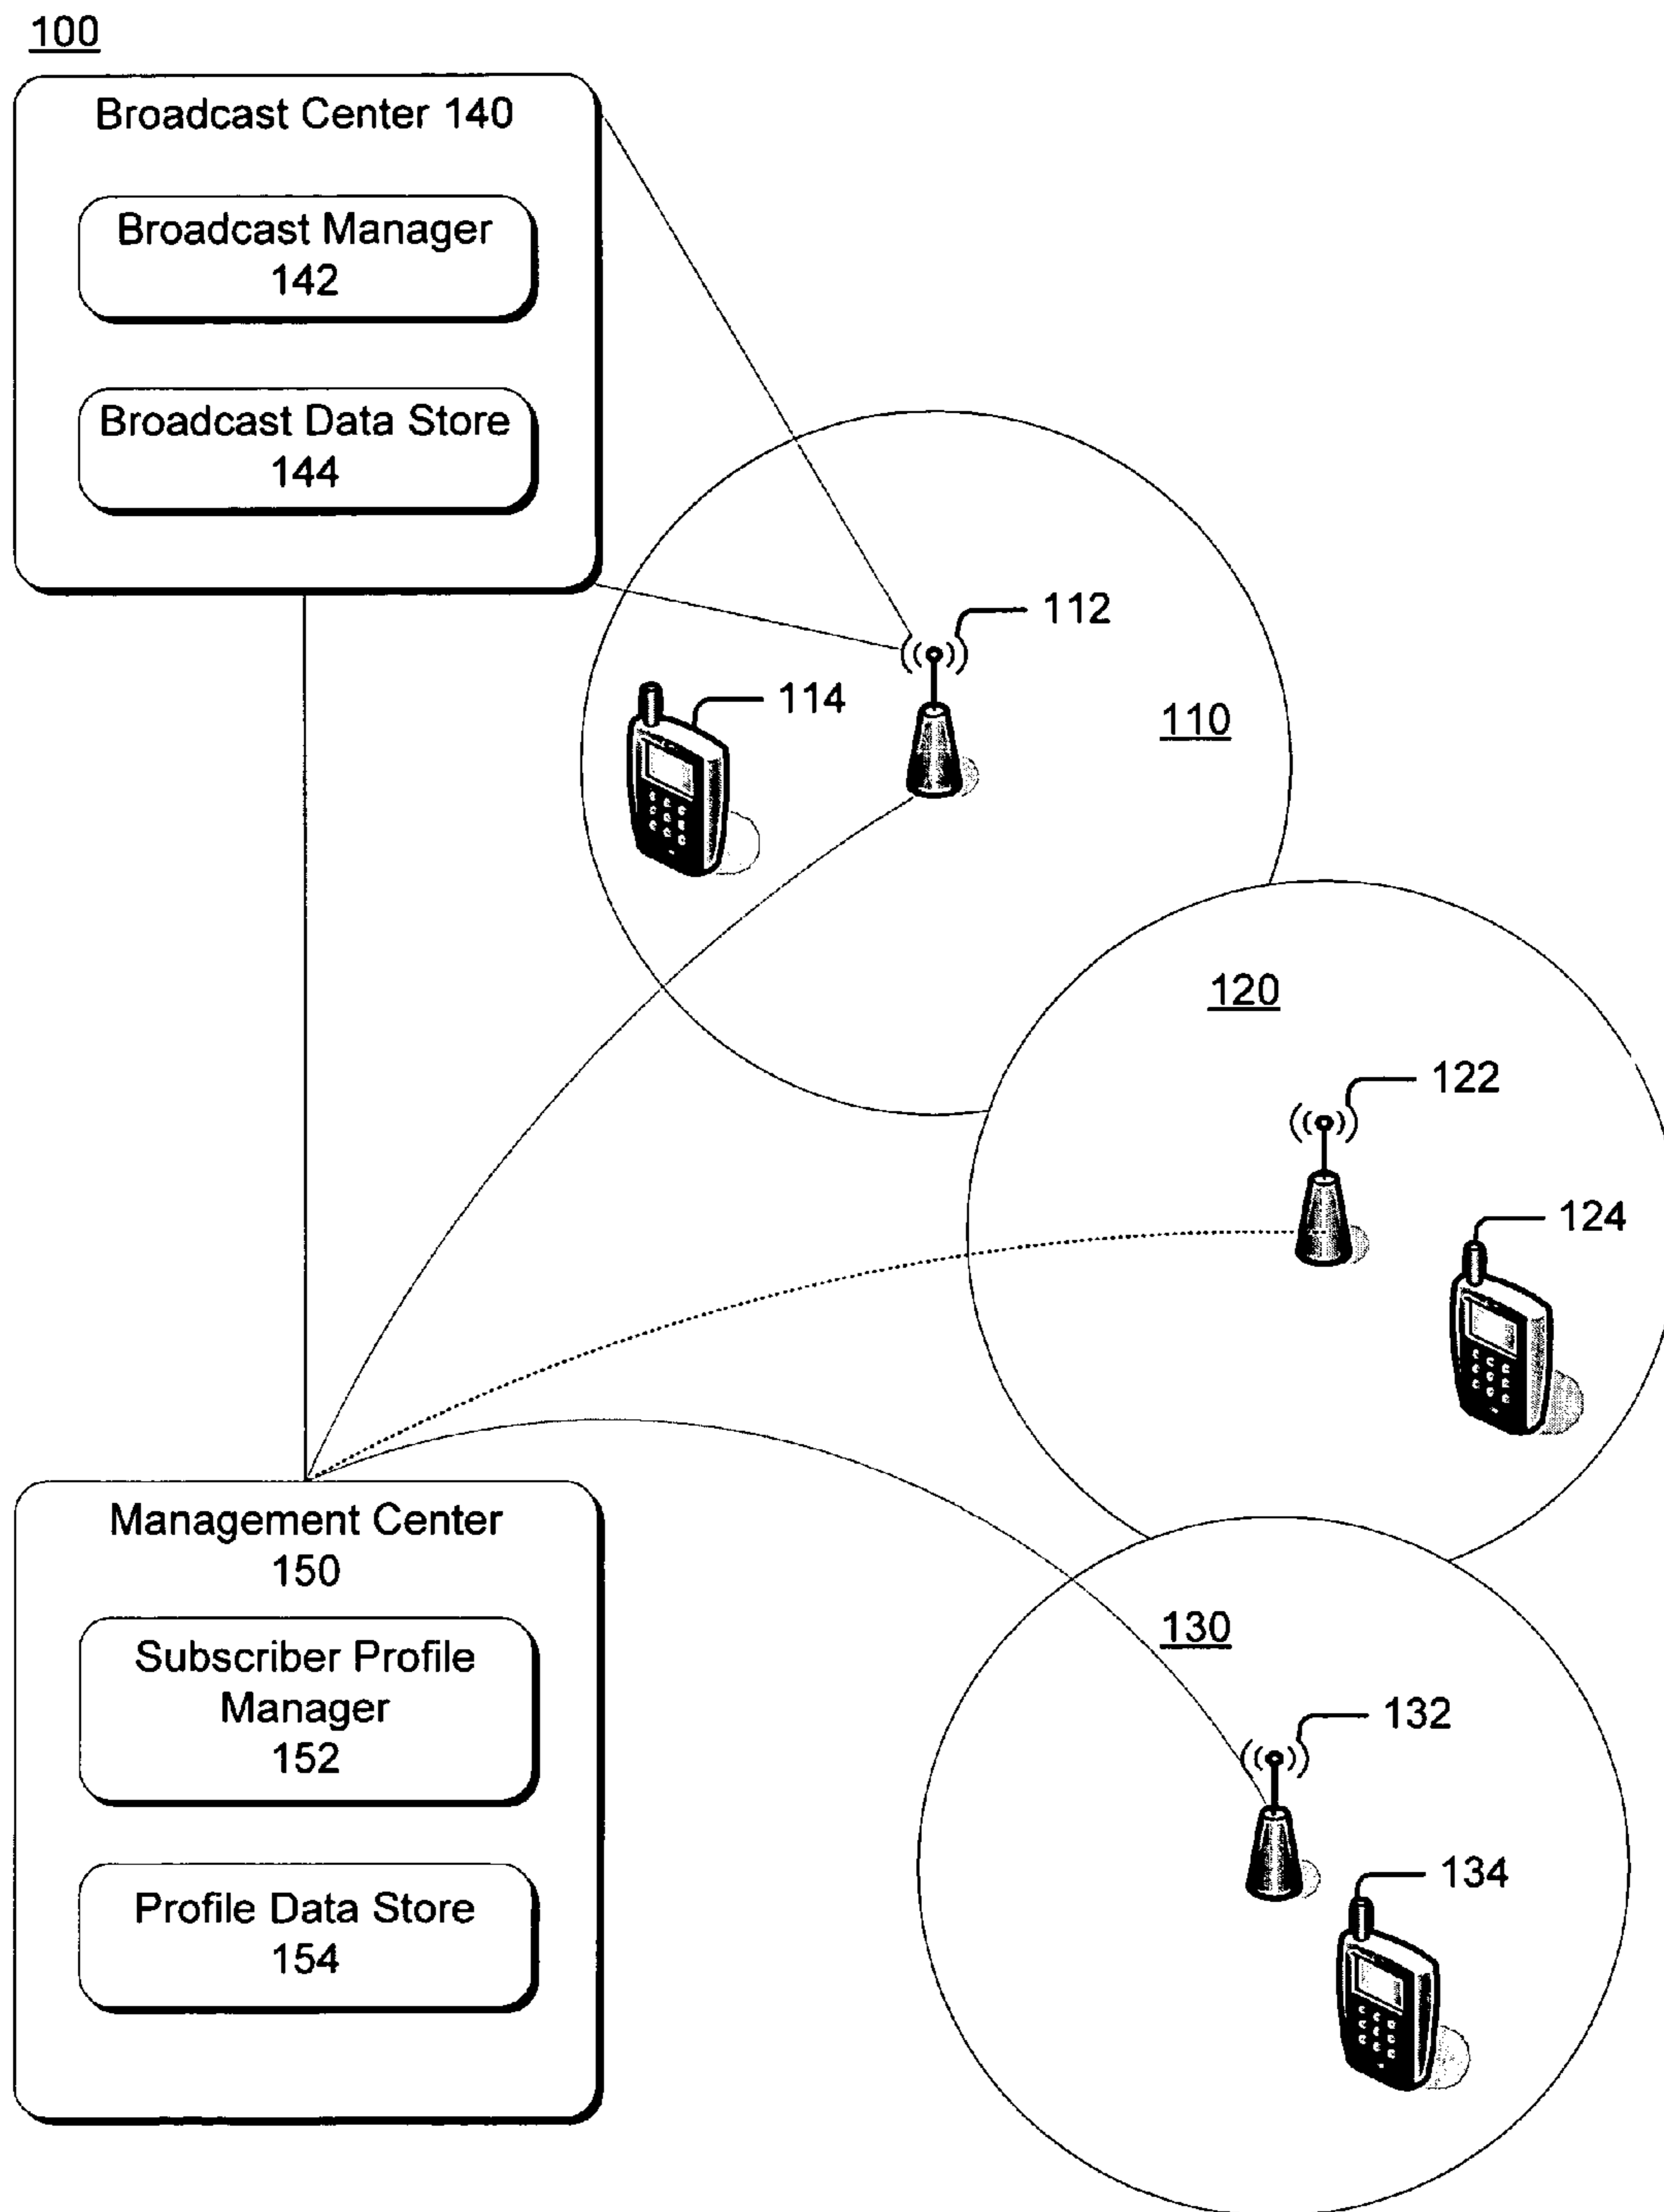 100
Broadcast Center 140
Broadcast Manager
142
Broadcast Data Store
144
112
114
110
120
122
124
Management Center
150
Subscriber Profile
Manager
152
Profile Data Store
154
130
132
134